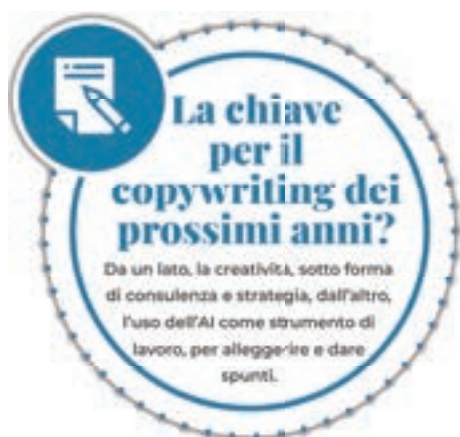 La chiave
per il
copywriting dei
prossimi anni?
Da un lato, la creatività, sotto forma
di consulenza e strategia, dall'altro,
l'uso dell'AI come strumento di
lavoro, per alleggerire e dare
spunti.